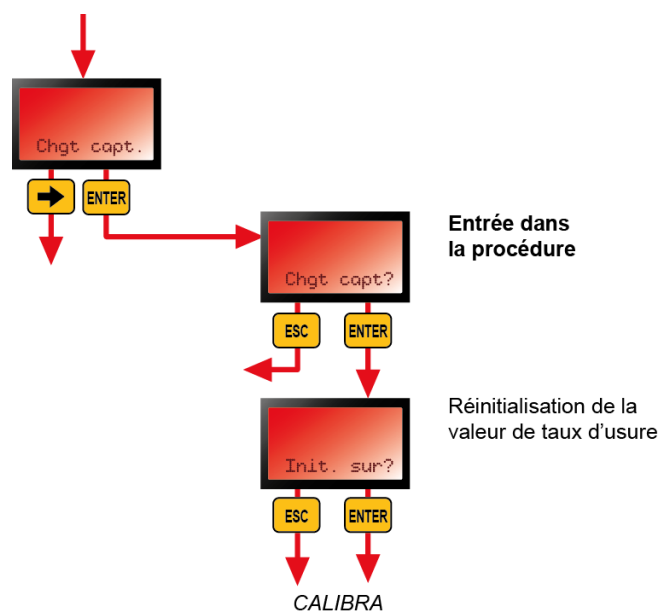 Chgt capt.
ENTER
Entrée dans
la procédure
Chgt capt?
ESC
ENTER
Réinitialisation de la
valeur de taux d'usure
Init. sur?
ESC
ENTER
CALIBRA